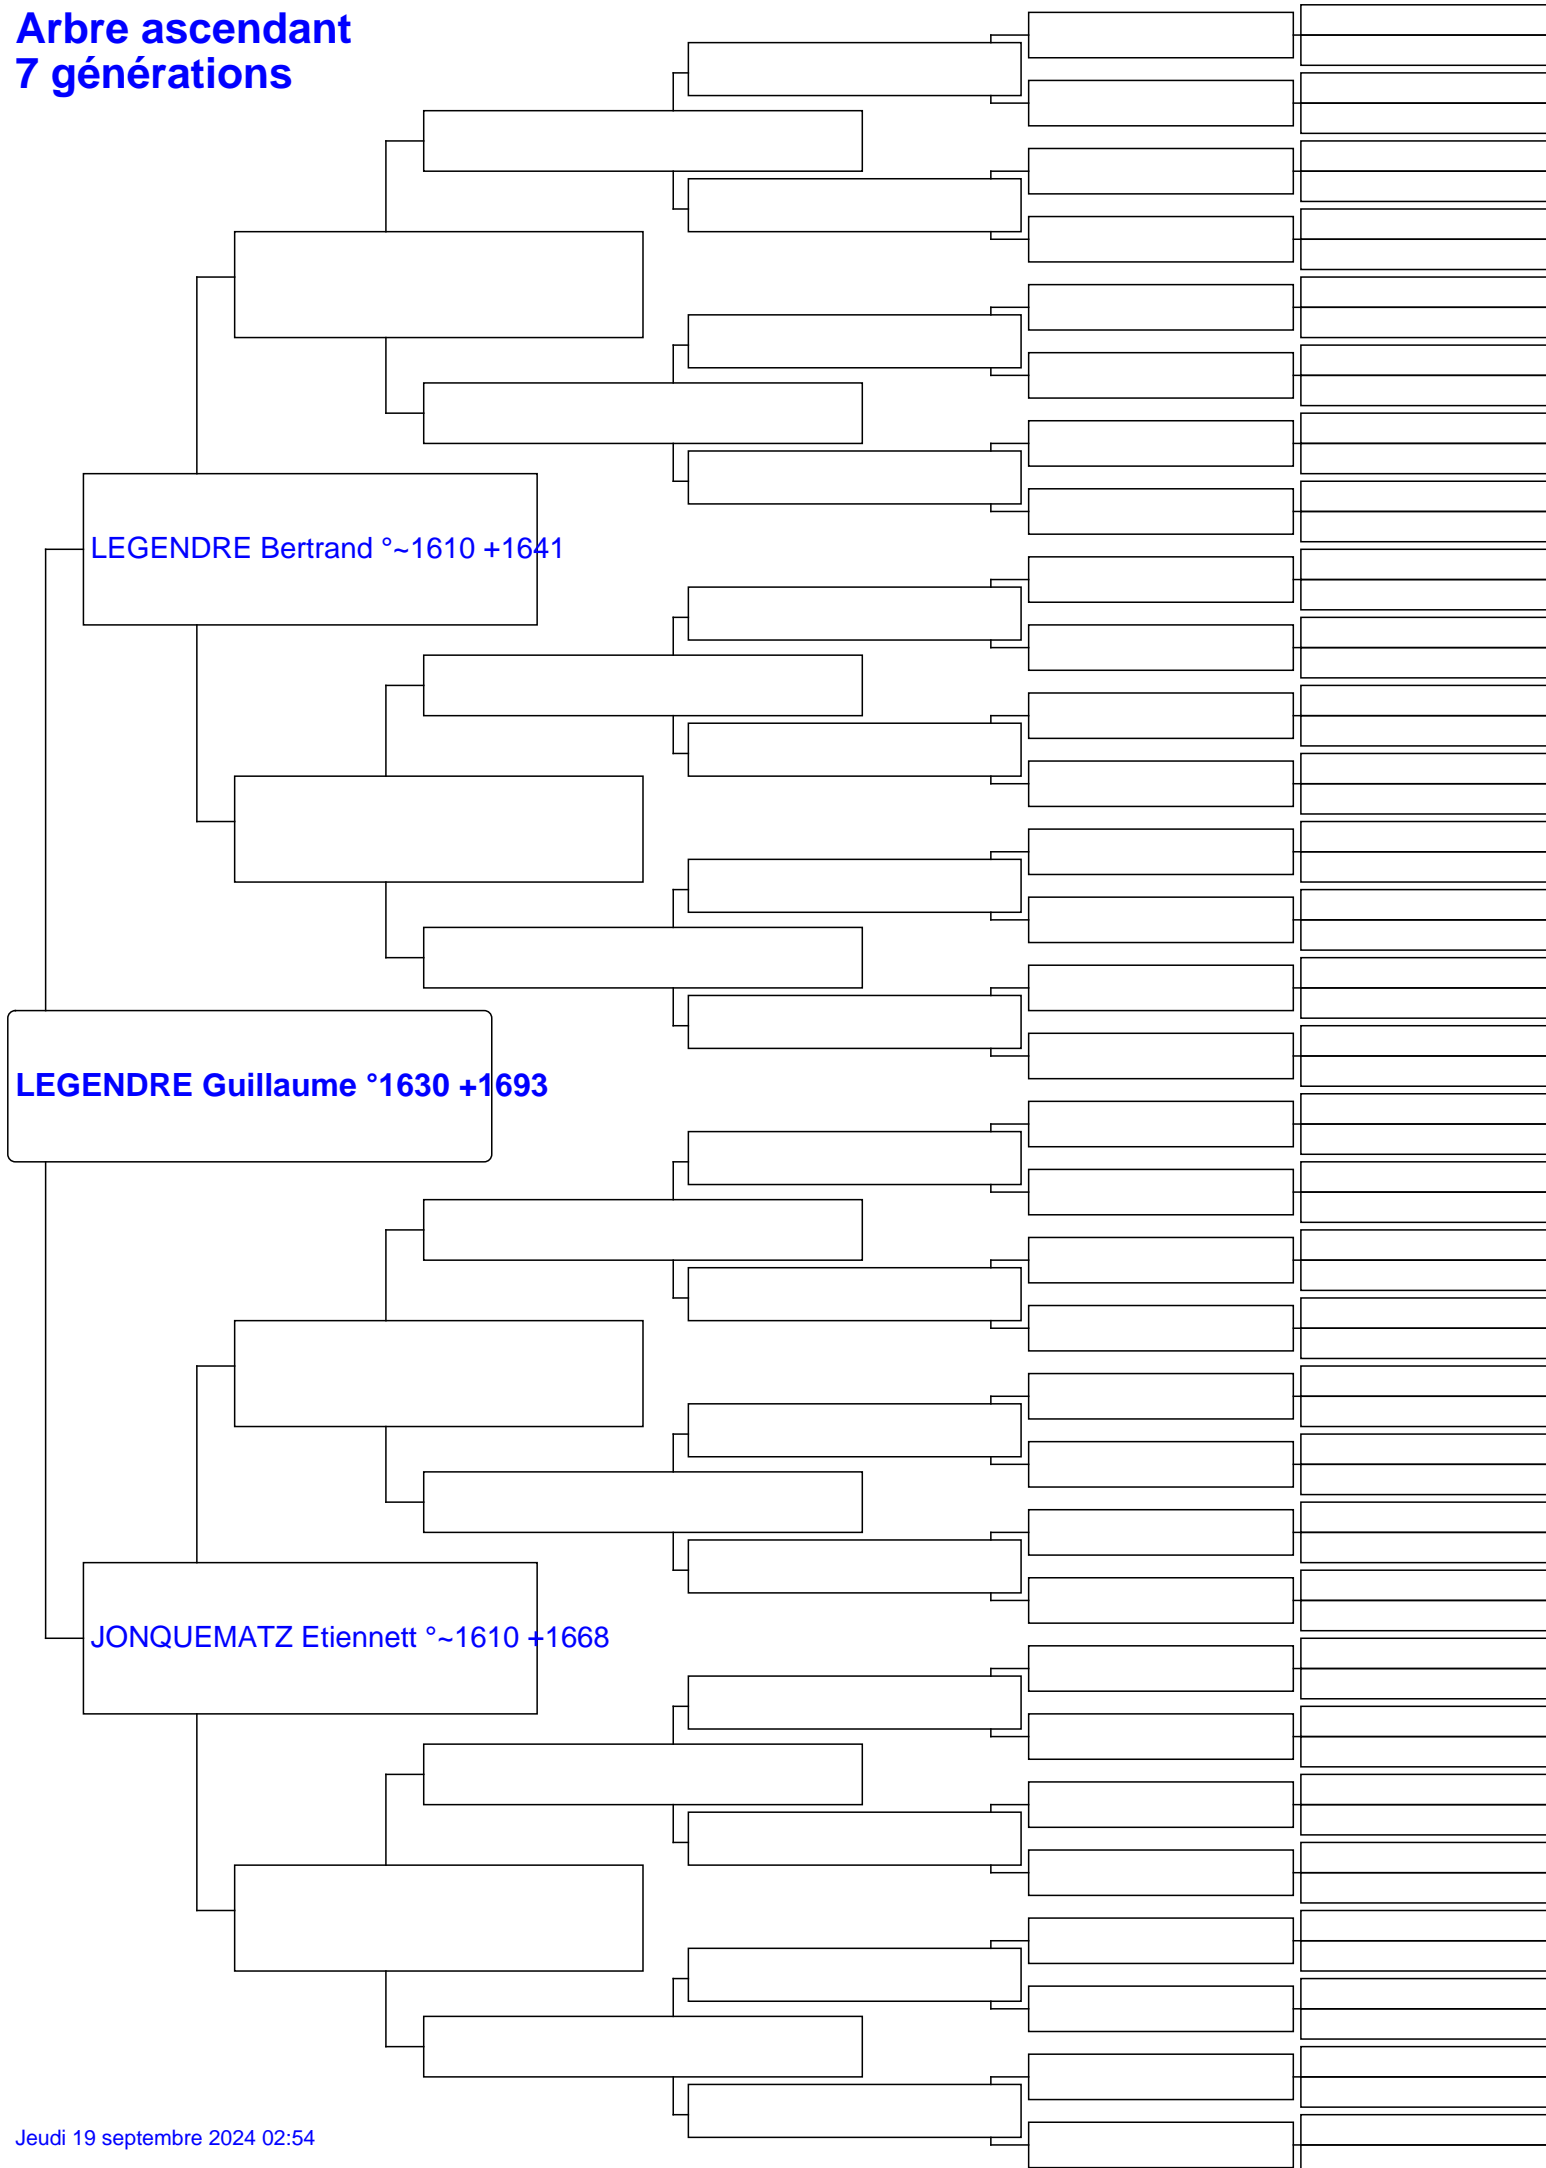 Arbre ascendant
7 générations
LEGENDRE Bertrand °~1610 +1641
LEGENDRE Guillaume °1630 +1693
JONQUEMATZ Etiennett °~1610 +1668
Jeudi 19 septembre 2024 02:54